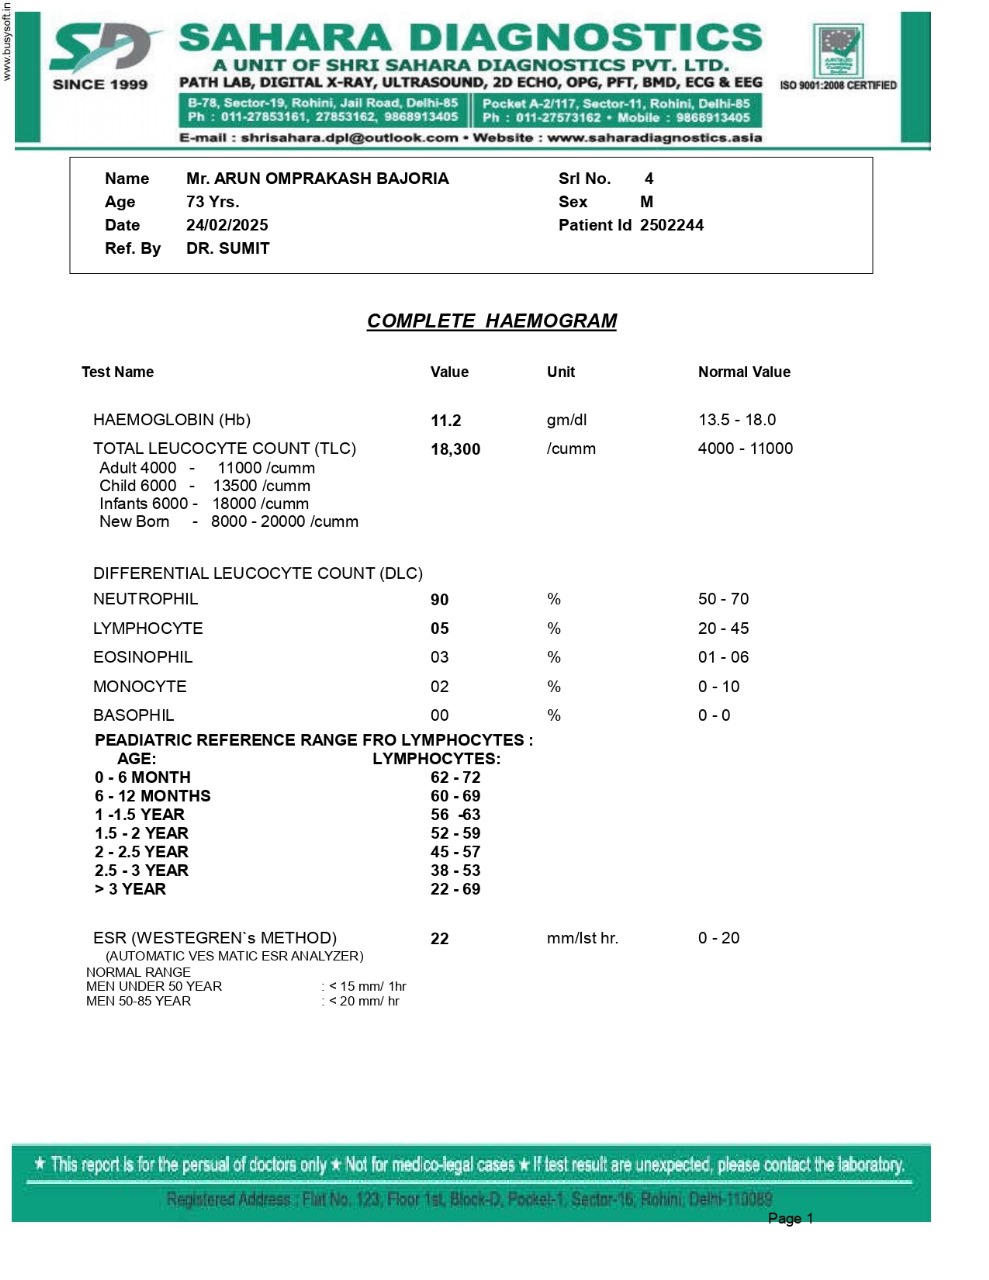 www.busysoft.in
SD
SINCE 1999
SAHARA DIAGNOSTICS
A UNIT OF SHRI SAHARA DIAGNOSTICS PVT. LTD.
PATH LAB, DIGITAL X-RAY, ULTRASOUND, 2D ECHO, OPG, PFT, BMD, ECG & EEG
B-78, Sector-19, Rohini, Jail Road, Delhi-85
Ph : 011-27853161, 27853162, 9868913405
Pocket A-2/117, Sector-11, Rohini, Delhi-85
Ph : 011-27573162 • Mobile : 9868913405
E-mail : shrisahara.dpl@outlook.com • Website : www.saharadiagnostics.asia
ISO 9001:2008 CERTIFIED
Name Mr. ARUN OMPRAKASH BAJORIA Srl No. 4
Age 73 Yrs. Sex M
Date 24/02/2025 Patient Id 2502244
Ref. By DR. SUMIT
COMPLETE HAEMOGRAM
Test Name Value Unit Normal Value
HAEMOGLOBIN (Hb) 11.2 gm/dl 13.5 - 18.0
TOTAL LEUCOCYTE COUNT (TLC) 18,300 /cumm 4000 - 11000
Adult 4000 - 11000 /cumm
Child 6000 - 13500 /cumm
Infants 6000 - 18000 /cumm
New Born - 8000 - 20000 /cumm
DIFFERENTIAL LEUCOCYTE COUNT (DLC)
NEUTROPHIL 90 % 50 - 70
LYMPHOCYTE 05 % 20 - 45
EOSINOPHIL 03 % 01 - 06
MONOCYTE 02 % 0 - 10
BASOPHIL 00 % 0 - 0
PEADIATRIC REFERENCE RANGE FRO LYMPHOCYTES :
AGE: LYMPHOCYTES:
0 - 6 MONTH 62 - 72
6 - 12 MONTHS 60 - 69
1 -1.5 YEAR 56 -63
1.5 - 2 YEAR 52 - 59
2 - 2.5 YEAR 45 - 57
2.5 - 3 YEAR 38 - 53
> 3 YEAR 22 - 69
ESR (WESTEGREN`s METHOD) 22 mm/Ist hr. 0 - 20
(AUTOMATIC VES MATIC ESR ANALYZER)
NORMAL RANGE
MEN UNDER 50 YEAR : < 15 mm/ 1hr
MEN 50-85 YEAR : < 20 mm/ hr
★ This report is for the persual of doctors only ★ Not for medico-legal cases ★ If test result are unexpected, please contact the laboratory.
Registered Address : Flat No. 123, Floor 1st, Block-D, Pocket-1, Sector-16, Rohini, Delhi-110089
Page 1